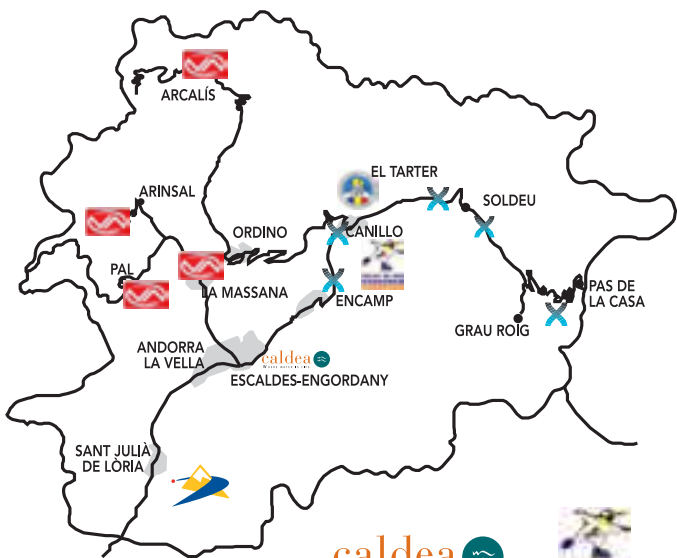 ARCALÍS
EL TARTER
ARINSAL
SOLDEU
ORDINO
CANILLO
PAL
LA MASSANA
ENCAMP
PAS DE
LA CASA
GRAU ROIG
ANDORRA
LA VELLA
caldea
ESCALDES-ENGORDANY
SANT JULIÀ
DE LÒRIA
caldea